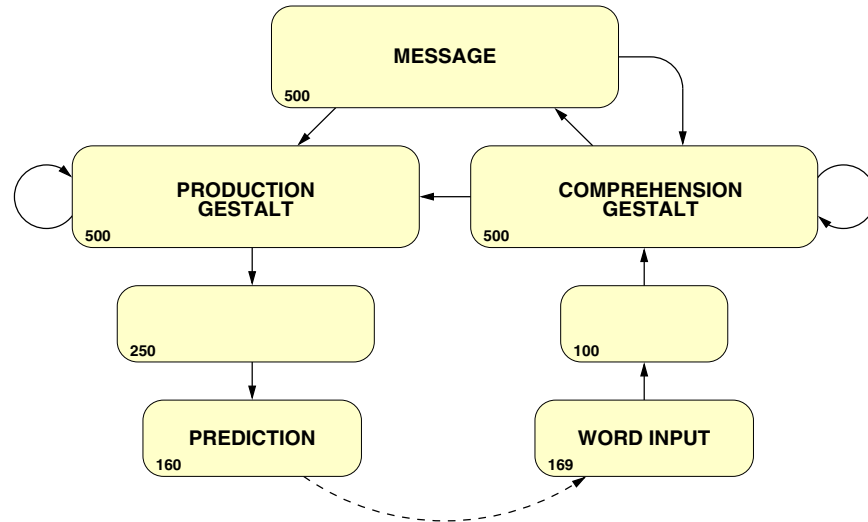 MESSAGE
500
PRODUCTION
GESTALT
500
COMPREHENSION
GESTALT
500
250
100
PREDICTION
160
WORD INPUT
169